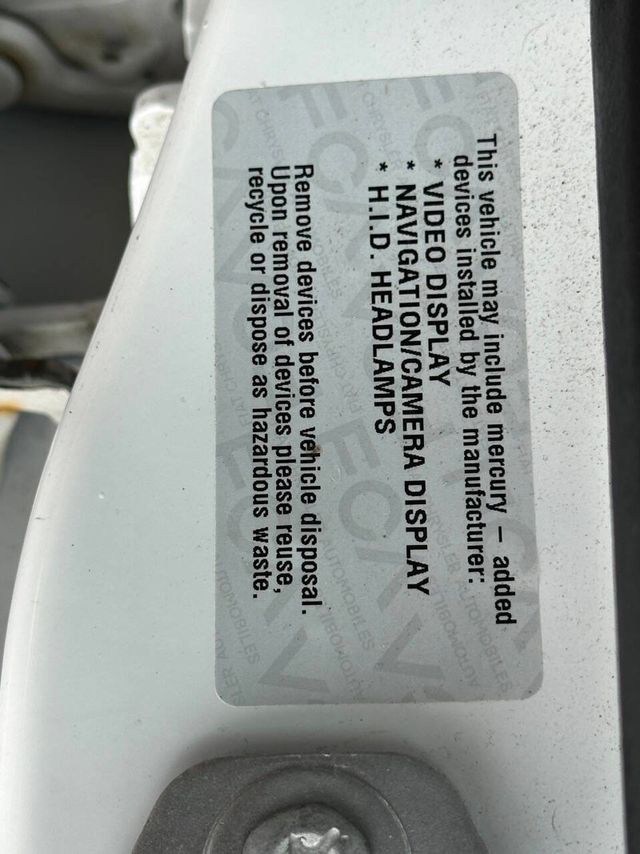 This vehicle may include mercury – added
devices installed by the manufacturer:
* VIDEO DISPLAY
* NAVIGATION/CAMERA DISPLAY
* H.I.D. HEADLAMPS
Remove devices before vehicle disposal.
Upon removal of devices please reuse,
recycle or dispose as hazardous waste.